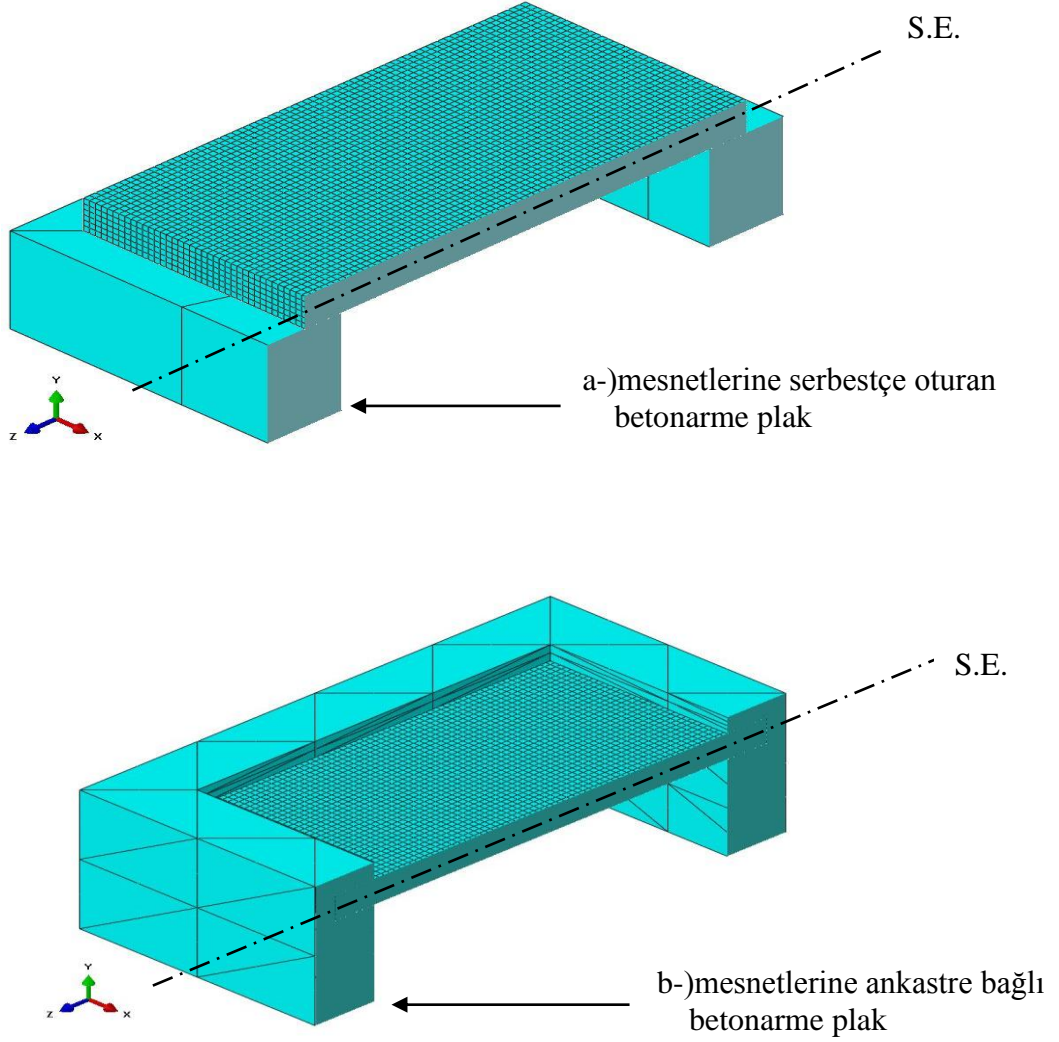 S.E.
a-)mesnetlerine serbestçe oturan
betonarme plak
Y
Z
X
S.E.
b-)mesnetlerine ankastre bağlı
betonarme plak
Y
Z
X